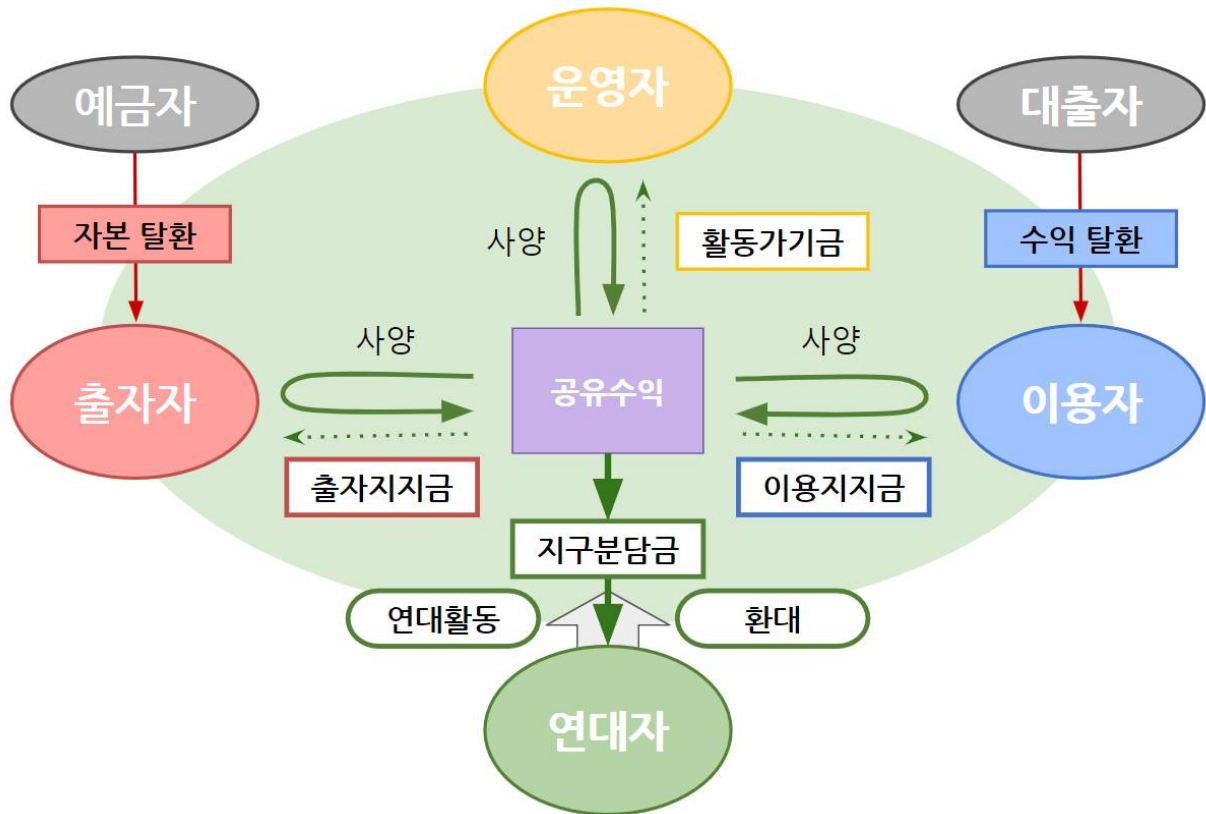 운영자
예금자
대출자
자본 탈환
사양
활동가기금
수익 탈환
사양
사양
출자자
공유수익
이용자
출자지지금
이용지지금
지구분담금
연대활동
환대
연대자